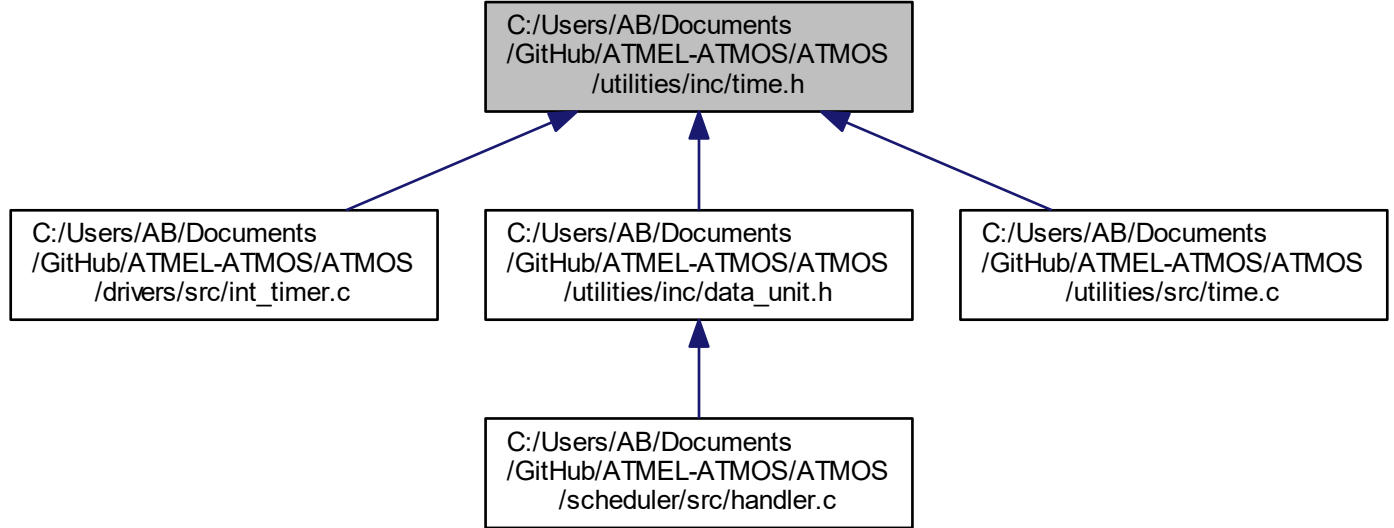 C:/Users/AB/Documents
/GitHub/ATMEL-ATMOS/ATMOS
/utilities/inc/time.h
C:/Users/AB/Documents
/GitHub/ATMEL-ATMOS/ATMOS
/drivers/src/int_timer.c
C:/Users/AB/Documents
/GitHub/ATMEL-ATMOS/ATMOS
/utilities/inc/data_unit.h
C:/Users/AB/Documents
/GitHub/ATMEL-ATMOS/ATMOS
/utilities/src/time.c
C:/Users/AB/Documents
/GitHub/ATMEL-ATMOS/ATMOS
/scheduler/src/handler.c